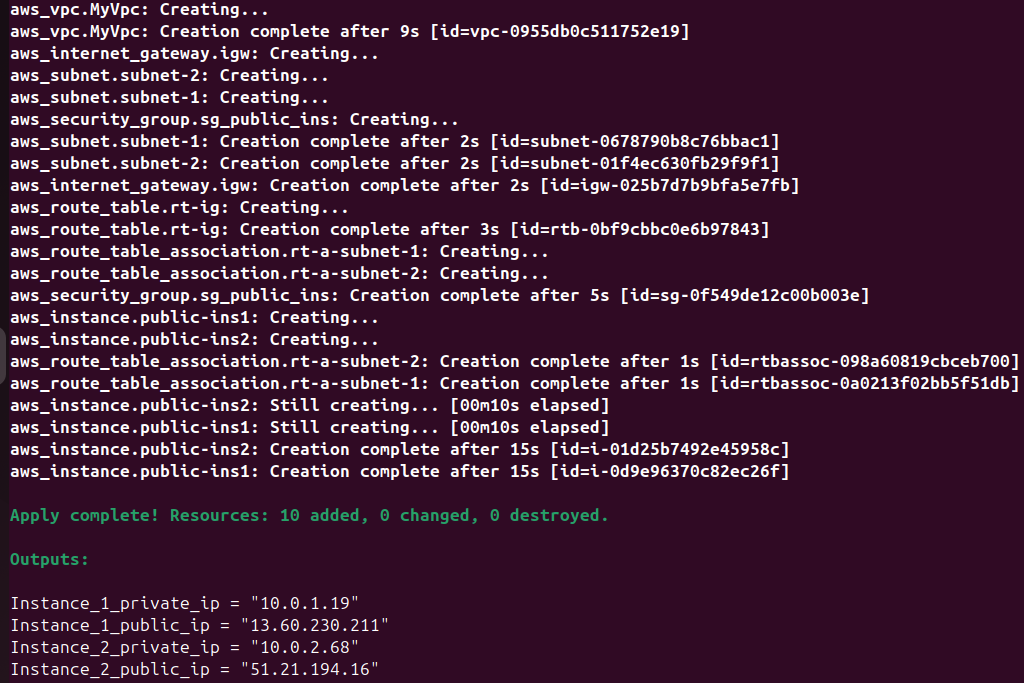 aws_vpc.MyVpc: Creating...
aws_vpc.MyVpc: Creation complete after 9s [id=vpc-0955db0c511752e19]
aws_internet_gateway.igw: Creating...
aws_subnet.subnet-2: Creating...
aws_subnet.subnet-1: Creating...
aws_security_group.sg_public_ins: Creating...
aws_subnet.subnet-1: Creation complete after 2s [id=subnet-0678790b8c76bbac1]
aws_subnet.subnet-2: Creation complete after 2s [id=subnet-01f4ec630fb29f9f1]
aws_internet_gateway.igw: Creation complete after 2s [id=igw-025b7d7b9bfa5e7fb]
aws_route_table.rt-ig: Creating...
aws_route_table.rt-ig: Creation complete after 3s [id=rtb-0bf9cbbc0e6b97843]
aws_route_table_association.rt-a-subnet-1: Creating...
aws_route_table_association.rt-a-subnet-2: Creating...
aws_security_group.sg_public_ins: Creation complete after 5s [id=sg-0f549de12c00b003e]
aws_instance.public-ins1: Creating...
aws_instance.public-ins2: Creating...
aws_route_table_association.rt-a-subnet-2: Creation complete after 1s [id=rtbassoc-098a60819cbceb700]
aws_route_table_association.rt-a-subnet-1: Creation complete after 1s [id=rtbassoc-0a0213f02bb5f51db]
aws_instance.public-ins2: Still creating... [00m10s elapsed]
aws_instance.public-ins1: Still creating... [00m10s elapsed]
aws_instance.public-ins2: Creation complete after 15s [id=i-01d25b7492e45958c]
aws_instance.public-ins1: Creation complete after 15s [id=i-0d9e96370c82ec26f]
Apply complete! Resources: 10 added, 0 changed, 0 destroyed.
Outputs:
Instance_1_private_ip = "10.0.1.19"
Instance_1_public_ip = "13.60.230.211"
Instance_2_private_ip = "10.0.2.68"
Instance_2_public_ip = "51.21.194.16"